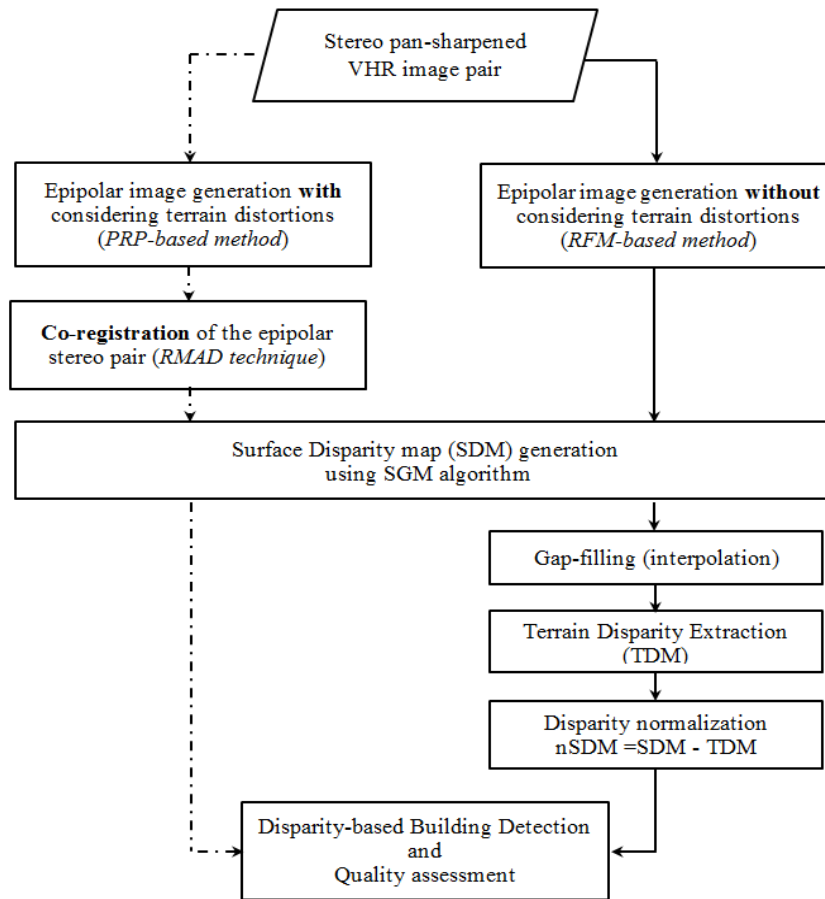 Stereo pan-sharpened
VHR image pair
Epipolar image generation with
considering terrain distortions
(PRP-based method)
Epipolar image generation without
considering terrain distortions
(RFM-based method)
Co-registration of the epipolar
stereo pair (RMAD technique)
Surface Disparity map (SDM) generation
using SGM algorithm
Gap-filling (interpolation)
Terrain Disparity Extraction
(TDM)
Disparity normalization
nSDM =SDM - TDM
Disparity-based Building Detection
and
Quality assessment